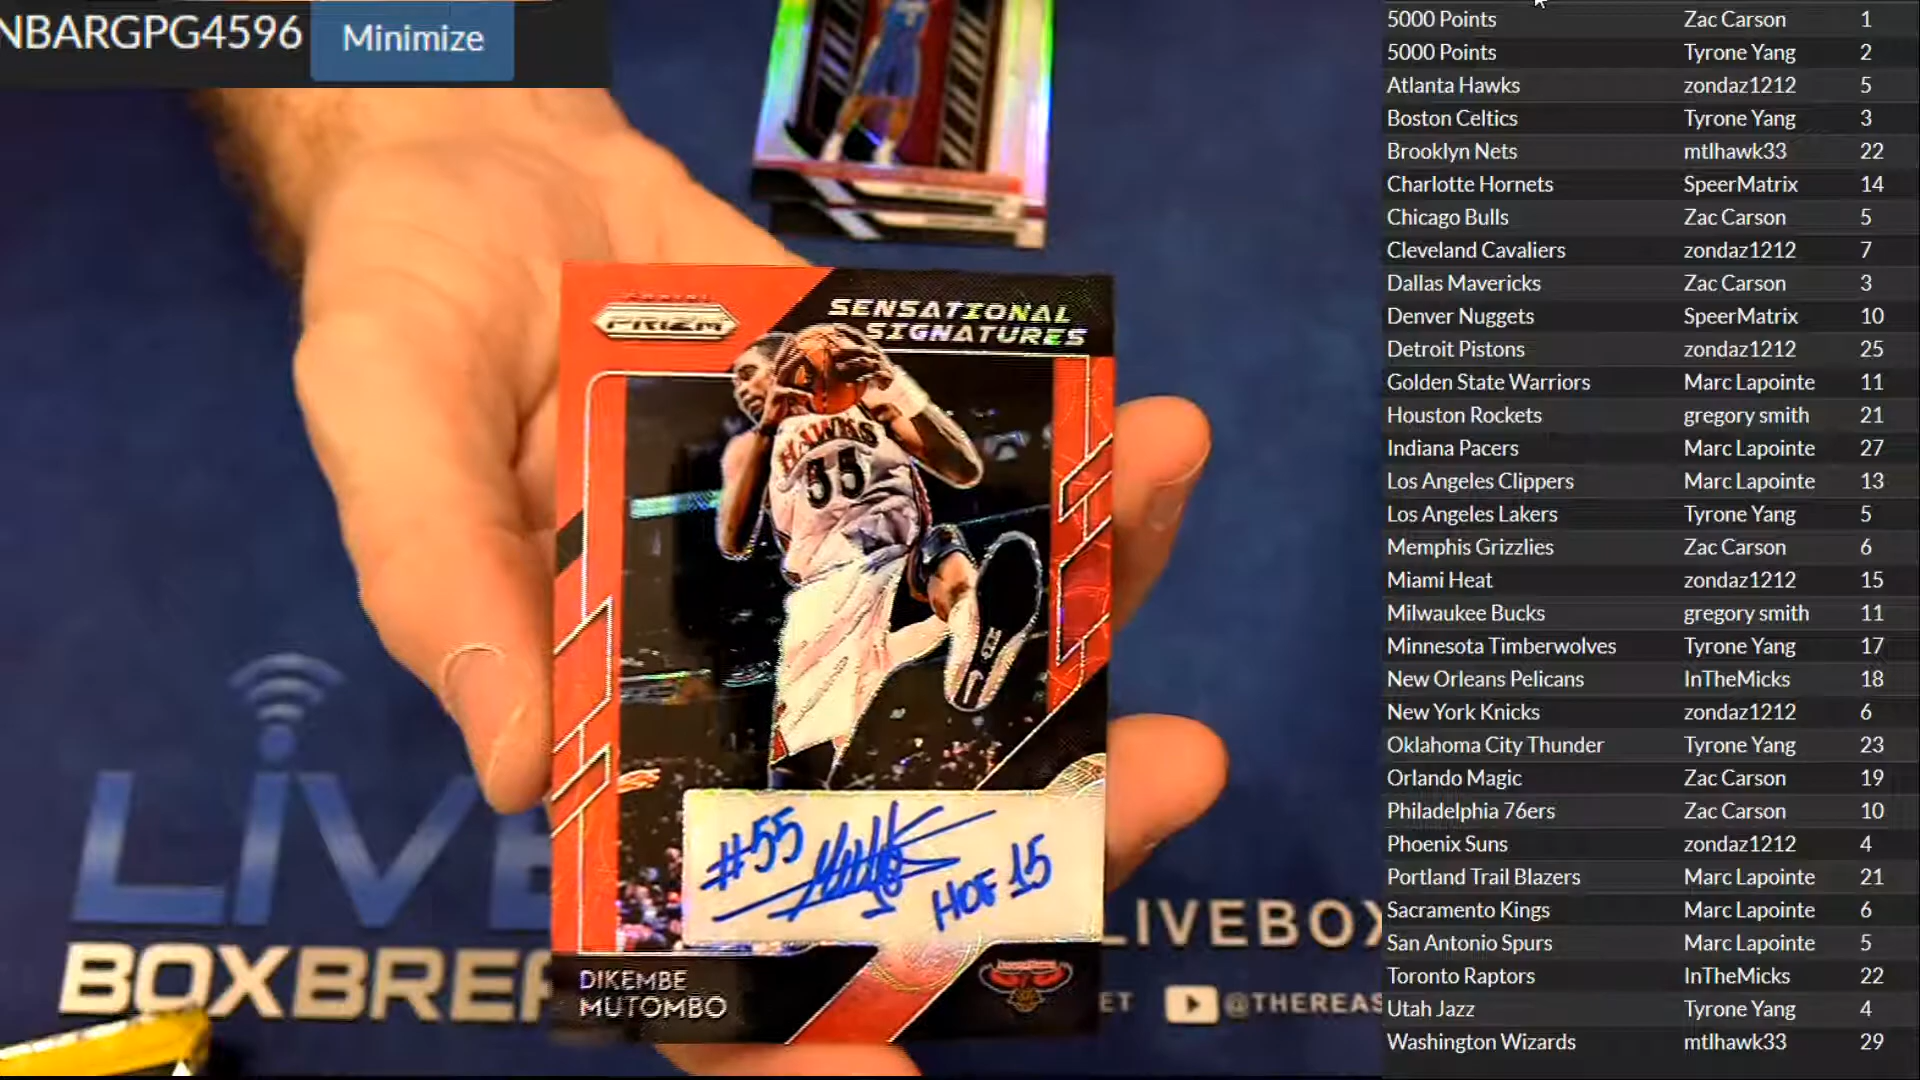 NBARGPG4596 Minimize
PANINI
PRIZM
SENSATIONAL
SIGNATURES
HAWKS
55
#55
HOF 15
DIKEMBE
MUTOMBO
LIVE
BOXBRE
LIVEBOX
ET @THEREAS
5000 Points Zac Carson 1
5000 Points Tyrone Yang 2
Atlanta Hawks zondaz1212 5
Boston Celtics Tyrone Yang 3
Brooklyn Nets mtlhawk33 22
Charlotte Hornets SpeerMatrix 14
Chicago Bulls Zac Carson 5
Cleveland Cavaliers zondaz1212 7
Dallas Mavericks Zac Carson 3
Denver Nuggets SpeerMatrix 10
Detroit Pistons zondaz1212 25
Golden State Warriors Marc Lapointe 11
Houston Rockets gregory smith 21
Indiana Pacers Marc Lapointe 27
Los Angeles Clippers Marc Lapointe 13
Los Angeles Lakers Tyrone Yang 5
Memphis Grizzlies Zac Carson 6
Miami Heat zondaz1212 15
Milwaukee Bucks gregory smith 11
Minnesota Timberwolves Tyrone Yang 17
New Orleans Pelicans InTheMicks 18
New York Knicks zondaz1212 6
Oklahoma City Thunder Tyrone Yang 23
Orlando Magic Zac Carson 19
Philadelphia 76ers Zac Carson 10
Phoenix Suns zondaz1212 4
Portland Trail Blazers Marc Lapointe 21
Sacramento Kings Marc Lapointe 6
San Antonio Spurs Marc Lapointe 5
Toronto Raptors InTheMicks 22
Utah Jazz Tyrone Yang 4
Washington Wizards mtlhawk33 29